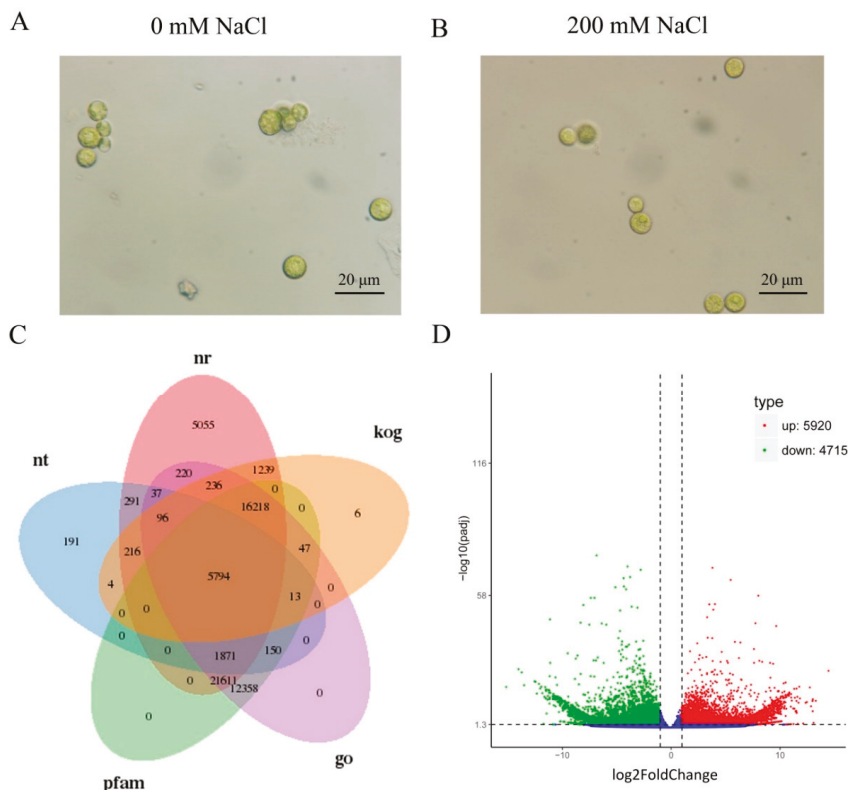 A
0 mM NaCl
B
200 mM NaCl
20 μm
20 μm
C
nr
5055
kog
nt
220
1239
291
37
236
0
96
16218
0
6
191
216
47
5794
4
0
0
0
13
0
0
0
0
1871
150
0
0
21611
12358
0
0
pfam
go
D
type
up: 5920
down: 4715
−log10(padj)
116
58
1.3
−10
0
10
log2FoldChange